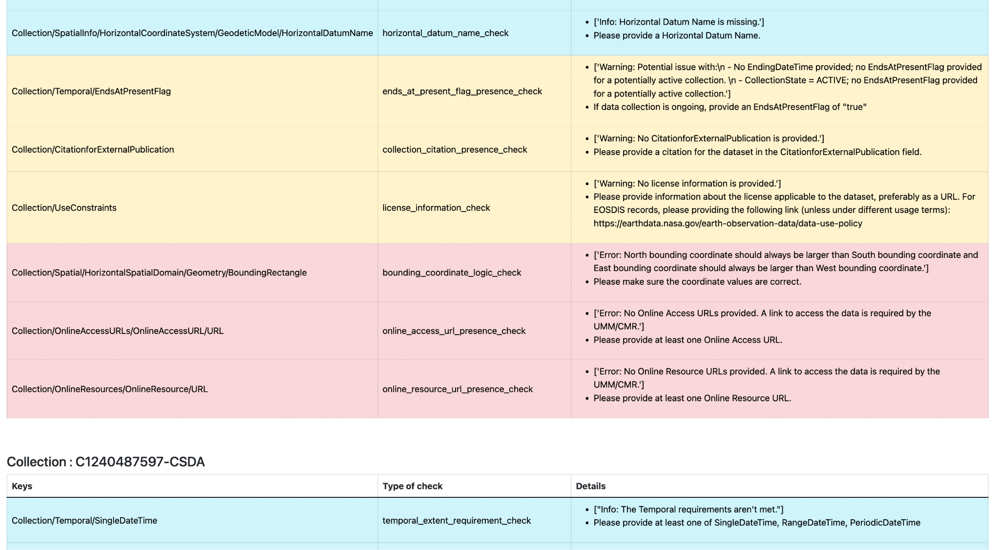 Collection/SpatialInfo/HorizontalCoordinateSystem/GeodeticModel/HorizontalDatumName
horizontal_datum_name_check
• ['Info: Horizontal Datum Name is missing.']
• Please provide a Horizontal Datum Name.
Collection/Temporal/EndsAtPresentFlag
ends_at_present_flag_presence_check
• ['Warning: Potential issue with:\n - No EndingDateTime provided; no EndsAtPresentFlag provided
for a potentially active collection. \n - CollectionState = ACTIVE; no EndsAtPresentFlag provided
for a potentially active collection.']
• If data collection is ongoing, provide an EndsAtPresentFlag of "true"
Collection/CitationforExternalPublication
collection_citation_presence_check
• ['Warning: No CitationforExternalPublication is provided.']
• Please provide a citation for the dataset in the CitationforExternalPublication field.
Collection/UseConstraints
license_information_check
• ['Warning: No license information is provided.']
• Please provide information about the license applicable to the dataset, preferably as a URL. For
EOSDIS records, please providing the following link (unless under different usage terms):
https://earthdata.nasa.gov/earth-observation-data/data-use-policy
Collection/Spatial/HorizontalSpatialDomain/Geometry/BoundingRectangle
bounding_coordinate_logic_check
• ['Error: North bounding coordinate should always be larger than South bounding coordinate and
East bounding coordinate should always be larger than West bounding coordinate.']
• Please make sure the coordinate values are correct.
Collection/OnlineAccessURLs/OnlineAccessURL/URL
online_access_url_presence_check
• ['Error: No Online Access URLs provided. A link to access the data is required by the
UMM/CMR.']
• Please provide at least one Online Access URL.
Collection/OnlineResources/OnlineResource/URL
online_resource_url_presence_check
• ['Error: No Online Resource URLs provided. A link to access the data is required by the
UMM/CMR.']
• Please provide at least one Online Resource URL.
Collection : C1240487597-CSDA
Keys
Type of check
Details
Collection/Temporal/SingleDateTime
temporal_extent_requirement_check
• ["Info: The Temporal requirements aren't met."]
• Please provide at least one of SingleDateTime, RangeDateTime, PeriodicDateTime